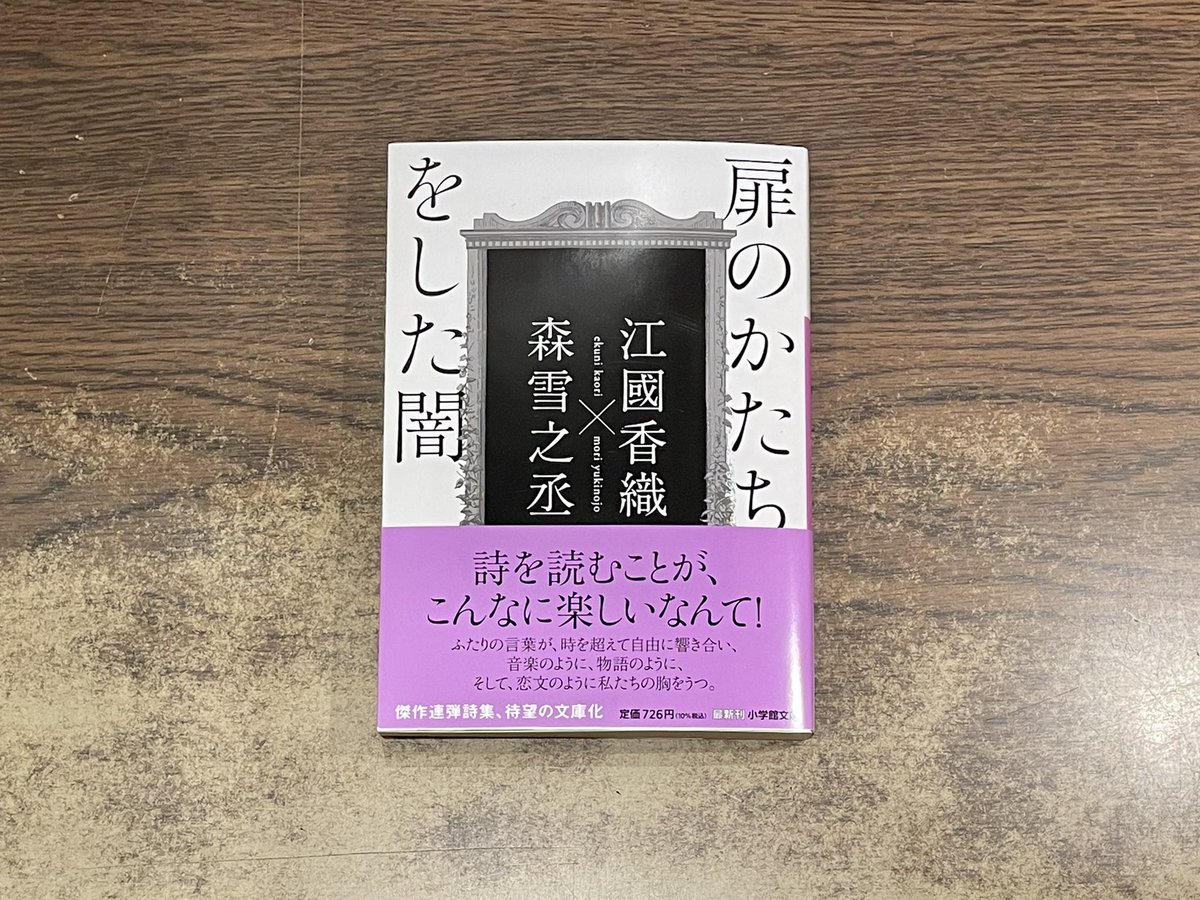 扉のかたち
をした闇
江國香織
ekuni kaori
×
mori yukinojo
森雪之丞
詩を読むことが、
こんなに楽しいなんて!
ふたりの言葉が、時を超えて自由に響き合い、
音楽のように、物語のように、
そして、恋文のように私たちの胸をうつ。
傑作連弾詩集、待望の文庫化
定価726円(10%税込) 最新刊 小学館文